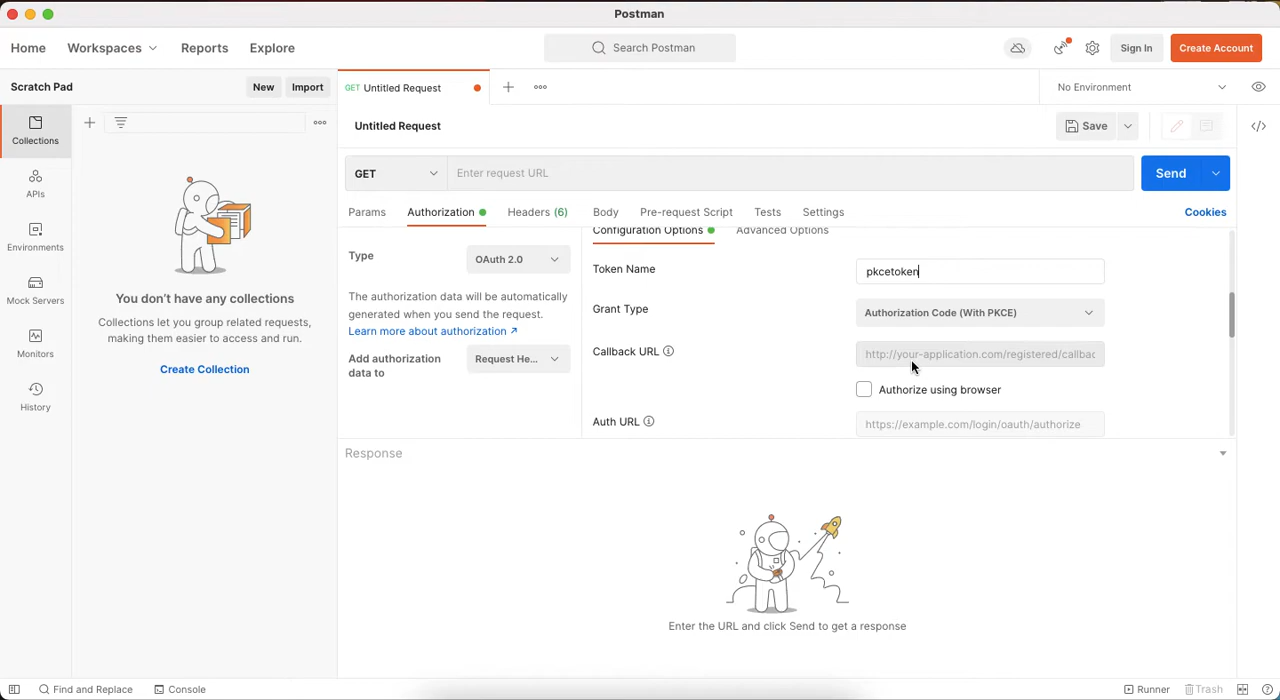 Postman
Home Workspaces Reports Explore
Search Postman
Sign In Create Account
Scratch Pad New Import
GET Untitled Request
No Environment
Untitled Request
Save
Collections
APIs
Environments
Mock Servers
Monitors
History
You don't have any collections
Collections let you group related requests,
making them easier to access and run.
Create Collection
GET Enter request URL Send
Params Authorization Headers (6) Body Pre-request Script Tests Settings Cookies
Type OAuth 2.0
The authorization data will be automatically
generated when you send the request.
Learn more about authorization ↗
Add authorization
data to
Request He...
Configuration Options Advanced Options
Token Name pkcetoken
Grant Type Authorization Code (With PKCE)
Callback URL http://your-application.com/registered/callbac
Authorize using browser
Auth URL https://example.com/login/oauth/authorize
Response
Enter the URL and click Send to get a response
Find and Replace Console Runner Trash